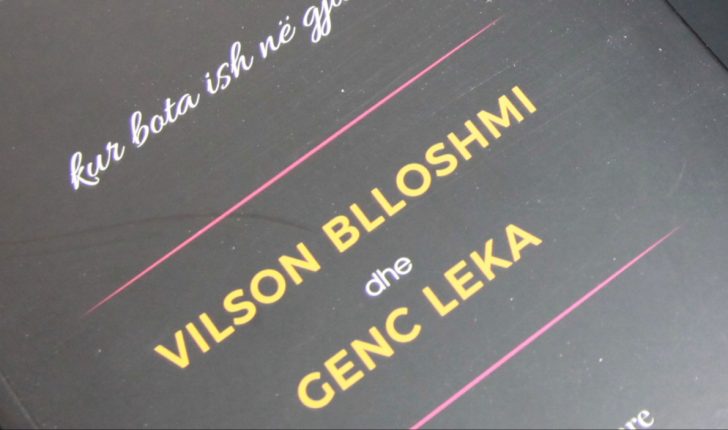 kur bota ish në
VILSON BLLOSHMI
dhe
GENC LEKA